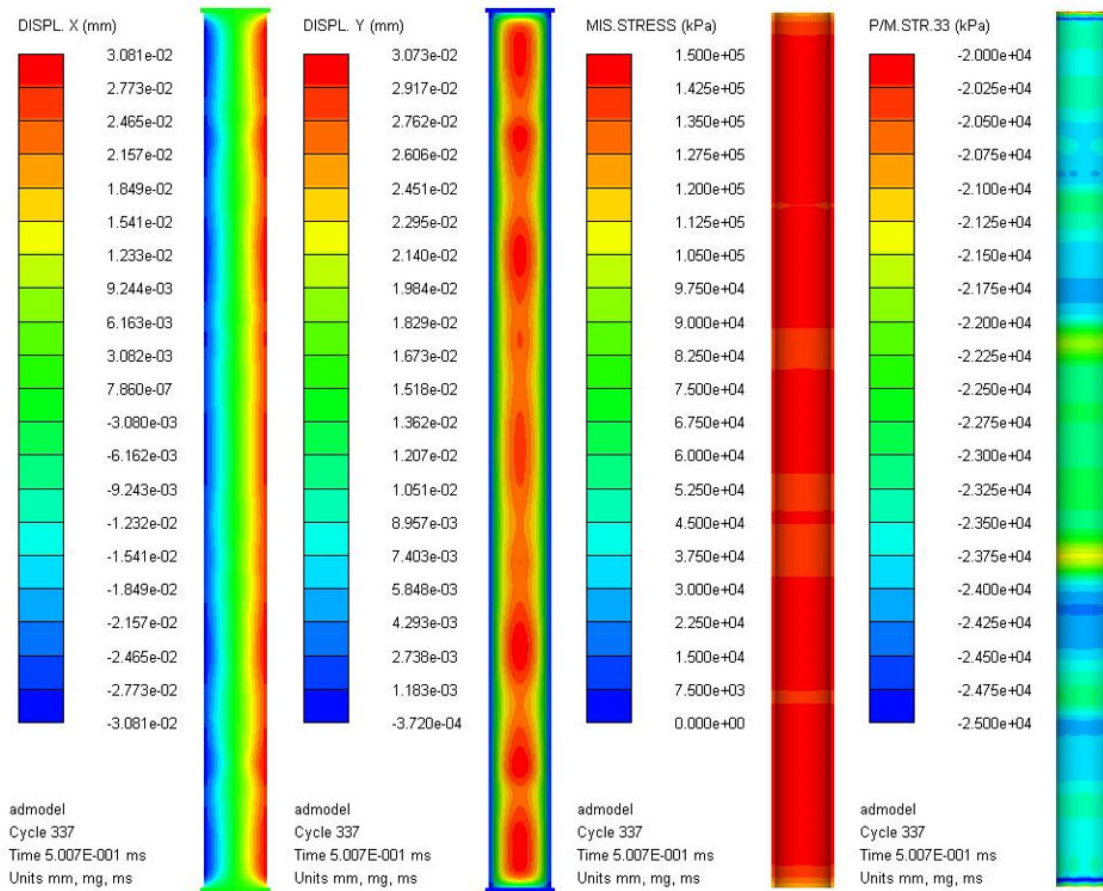 DISPL. X (mm)
3.081e-02
2.773e-02
2.465e-02
2.157e-02
1.849e-02
1.541e-02
1.233e-02
9.244e-03
6.163e-03
3.082e-03
7.860e-07
-3.080e-03
-6.162e-03
-9.243e-03
-1.232e-02
-1.541e-02
-1.849e-02
-2.157e-02
-2.465e-02
-2.773e-02
-3.081e-02
admodel
Cycle 337
Time 5.007E-001 ms
Units mm, mg, ms
DISPL. Y (mm)
3.073e-02
2.917e-02
2.762e-02
2.606e-02
2.451e-02
2.295e-02
2.140e-02
1.984e-02
1.829e-02
1.673e-02
1.518e-02
1.362e-02
1.207e-02
1.051e-02
8.957e-03
7.403e-03
5.848e-03
4.293e-03
2.738e-03
1.183e-03
-3.720e-04
admodel
Cycle 337
Time 5.007E-001 ms
Units mm, mg, ms
MIS.STRESS (kPa)
1.500e+05
1.425e+05
1.350e+05
1.275e+05
1.200e+05
1.125e+05
1.050e+05
9.750e+04
9.000e+04
8.250e+04
7.500e+04
6.750e+04
6.000e+04
5.250e+04
4.500e+04
3.750e+04
3.000e+04
2.250e+04
1.500e+04
7.500e+03
0.000e+00
admodel
Cycle 337
Time 5.007E-001 ms
Units mm, mg, ms
P/M.STR.33 (kPa)
-2.000e+04
-2.025e+04
-2.050e+04
-2.075e+04
-2.100e+04
-2.125e+04
-2.150e+04
-2.175e+04
-2.200e+04
-2.225e+04
-2.250e+04
-2.275e+04
-2.300e+04
-2.325e+04
-2.350e+04
-2.375e+04
-2.400e+04
-2.425e+04
-2.450e+04
-2.475e+04
-2.500e+04
admodel
Cycle 337
Time 5.007E-001 ms
Units mm, mg, ms